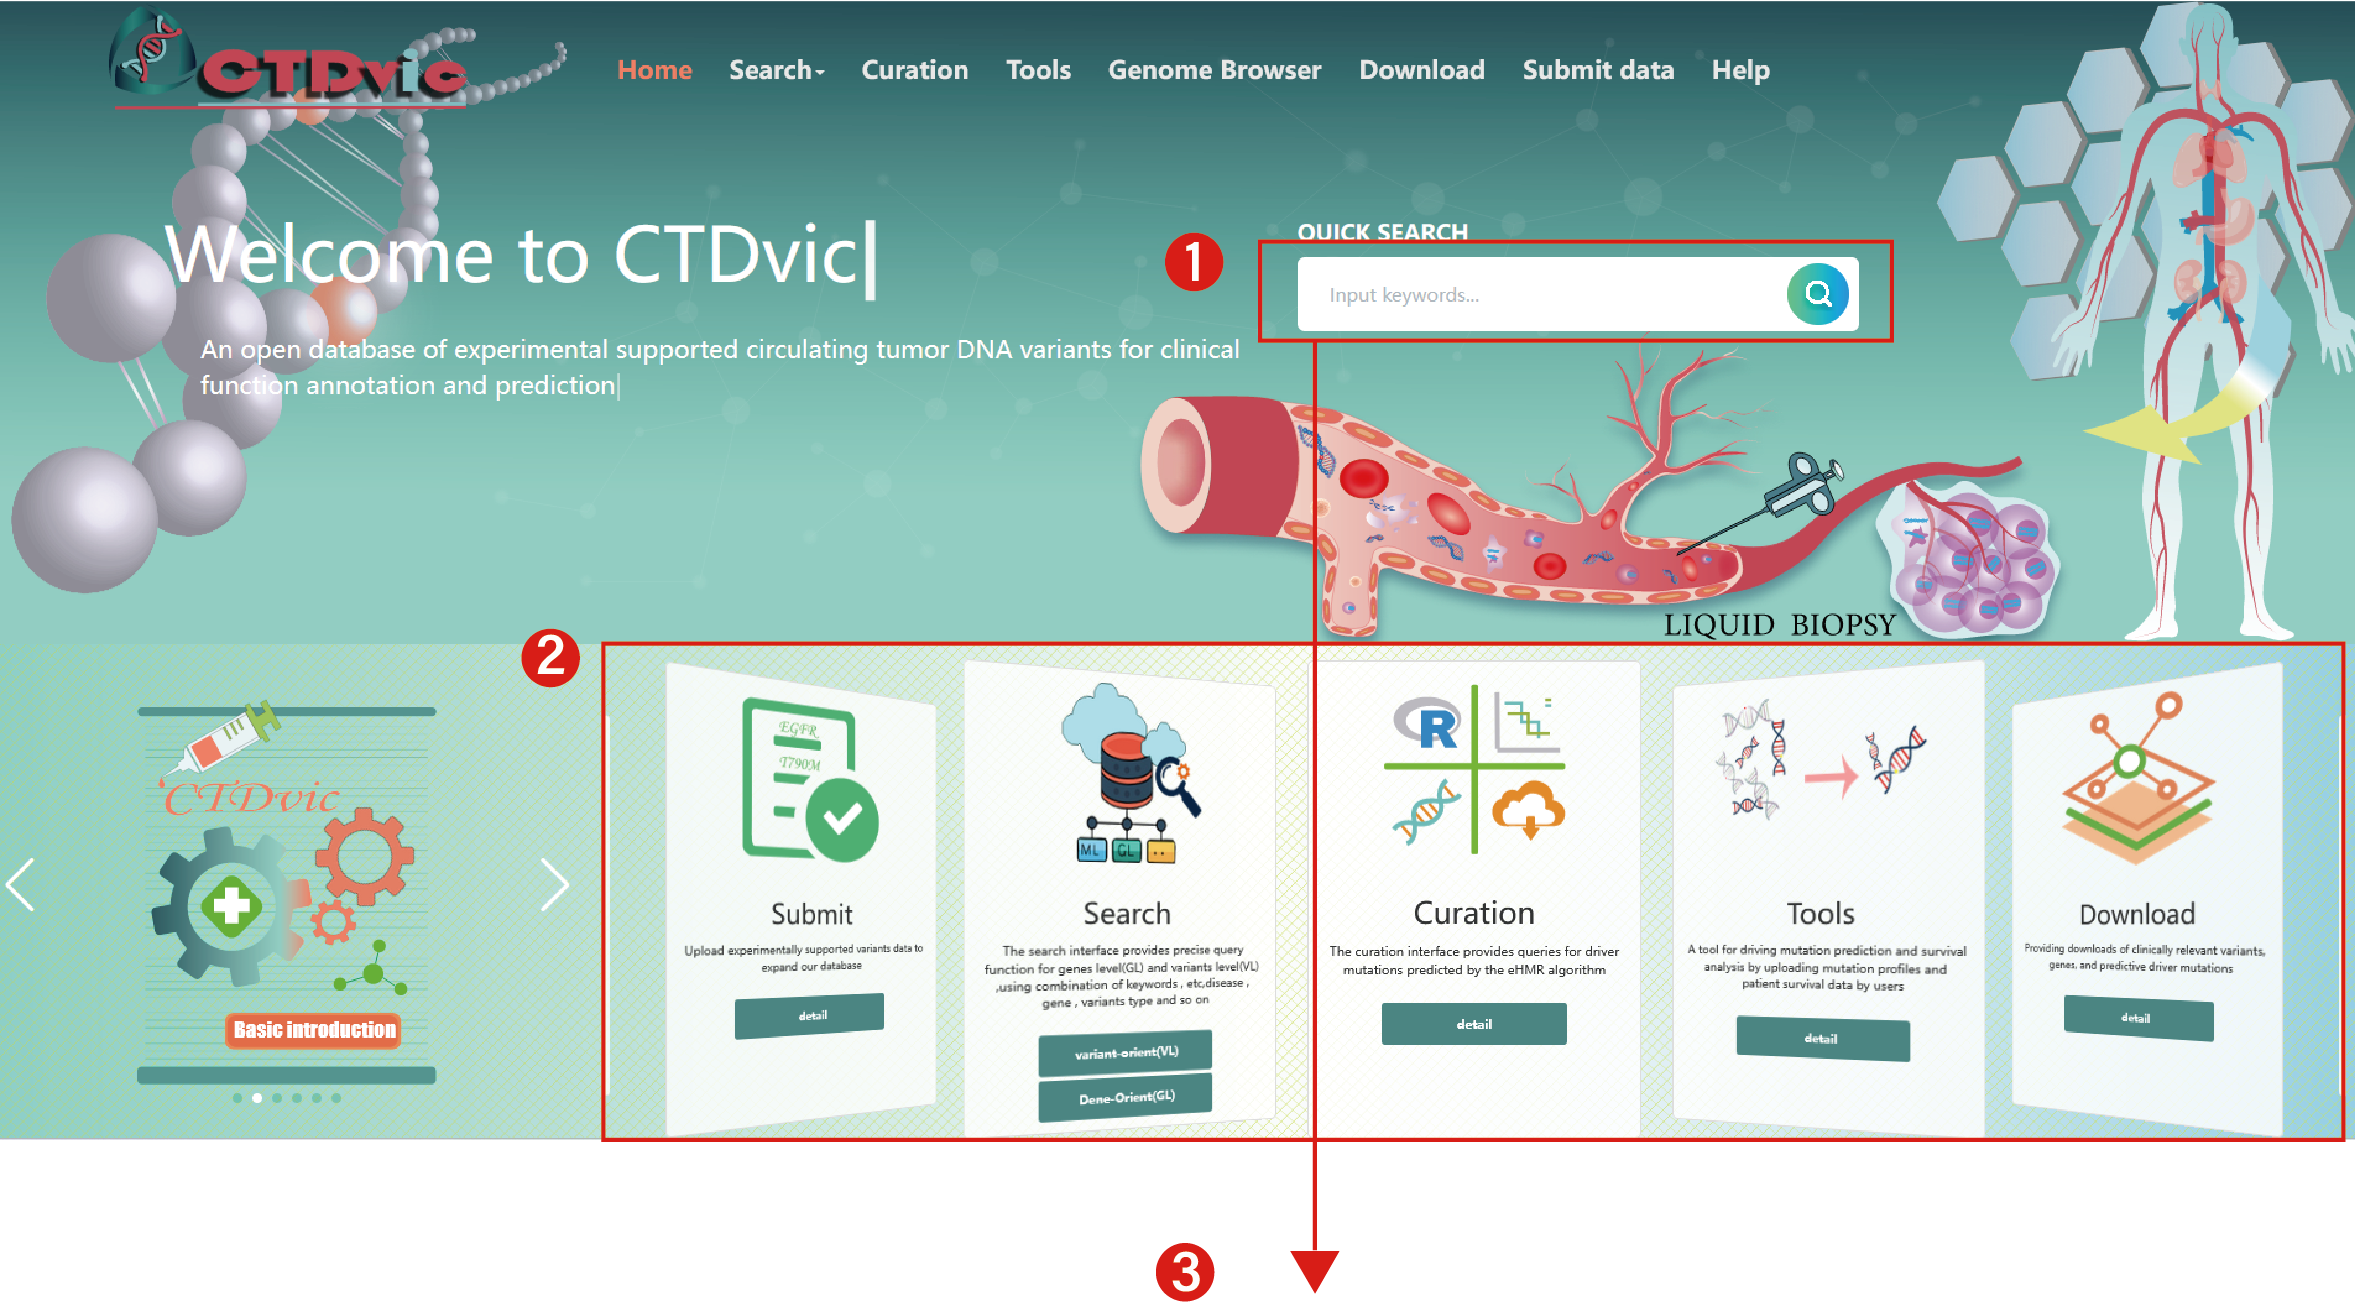 CTDvic
Home Search Curation Tools Genome Browser Download Submit data Help
Welcome to CTDvic
An open database of experimental supported circulating tumor DNA variants for clinical
function annotation and prediction
1
QUICK SEARCH
Input keywords...
LIQUID BIOPSY
2
CTDvic
Basic introduction
EGFR
T790M
Submit
Upload experimentally supported variants data to
expand our database
detail
ML GL ..
Search
The search interface provides precise query
function for genes level(GL) and variants level(VL)
,using combination of keywords , etc,disease ,
gene , variants type and so on
variant-orient(VL)
Dene-Orient(GL)
R
Curation
The curation interface provides queries for driver
mutations predicted by the eHMR algorithm
detail
Tools
A tool for driving mutation prediction and survival
analysis by uploading mutation profiles and
patient survival data by users
detail
Download
Providing downloads of clinically relevant variants,
genes, and predictive driver mutations
detail
3